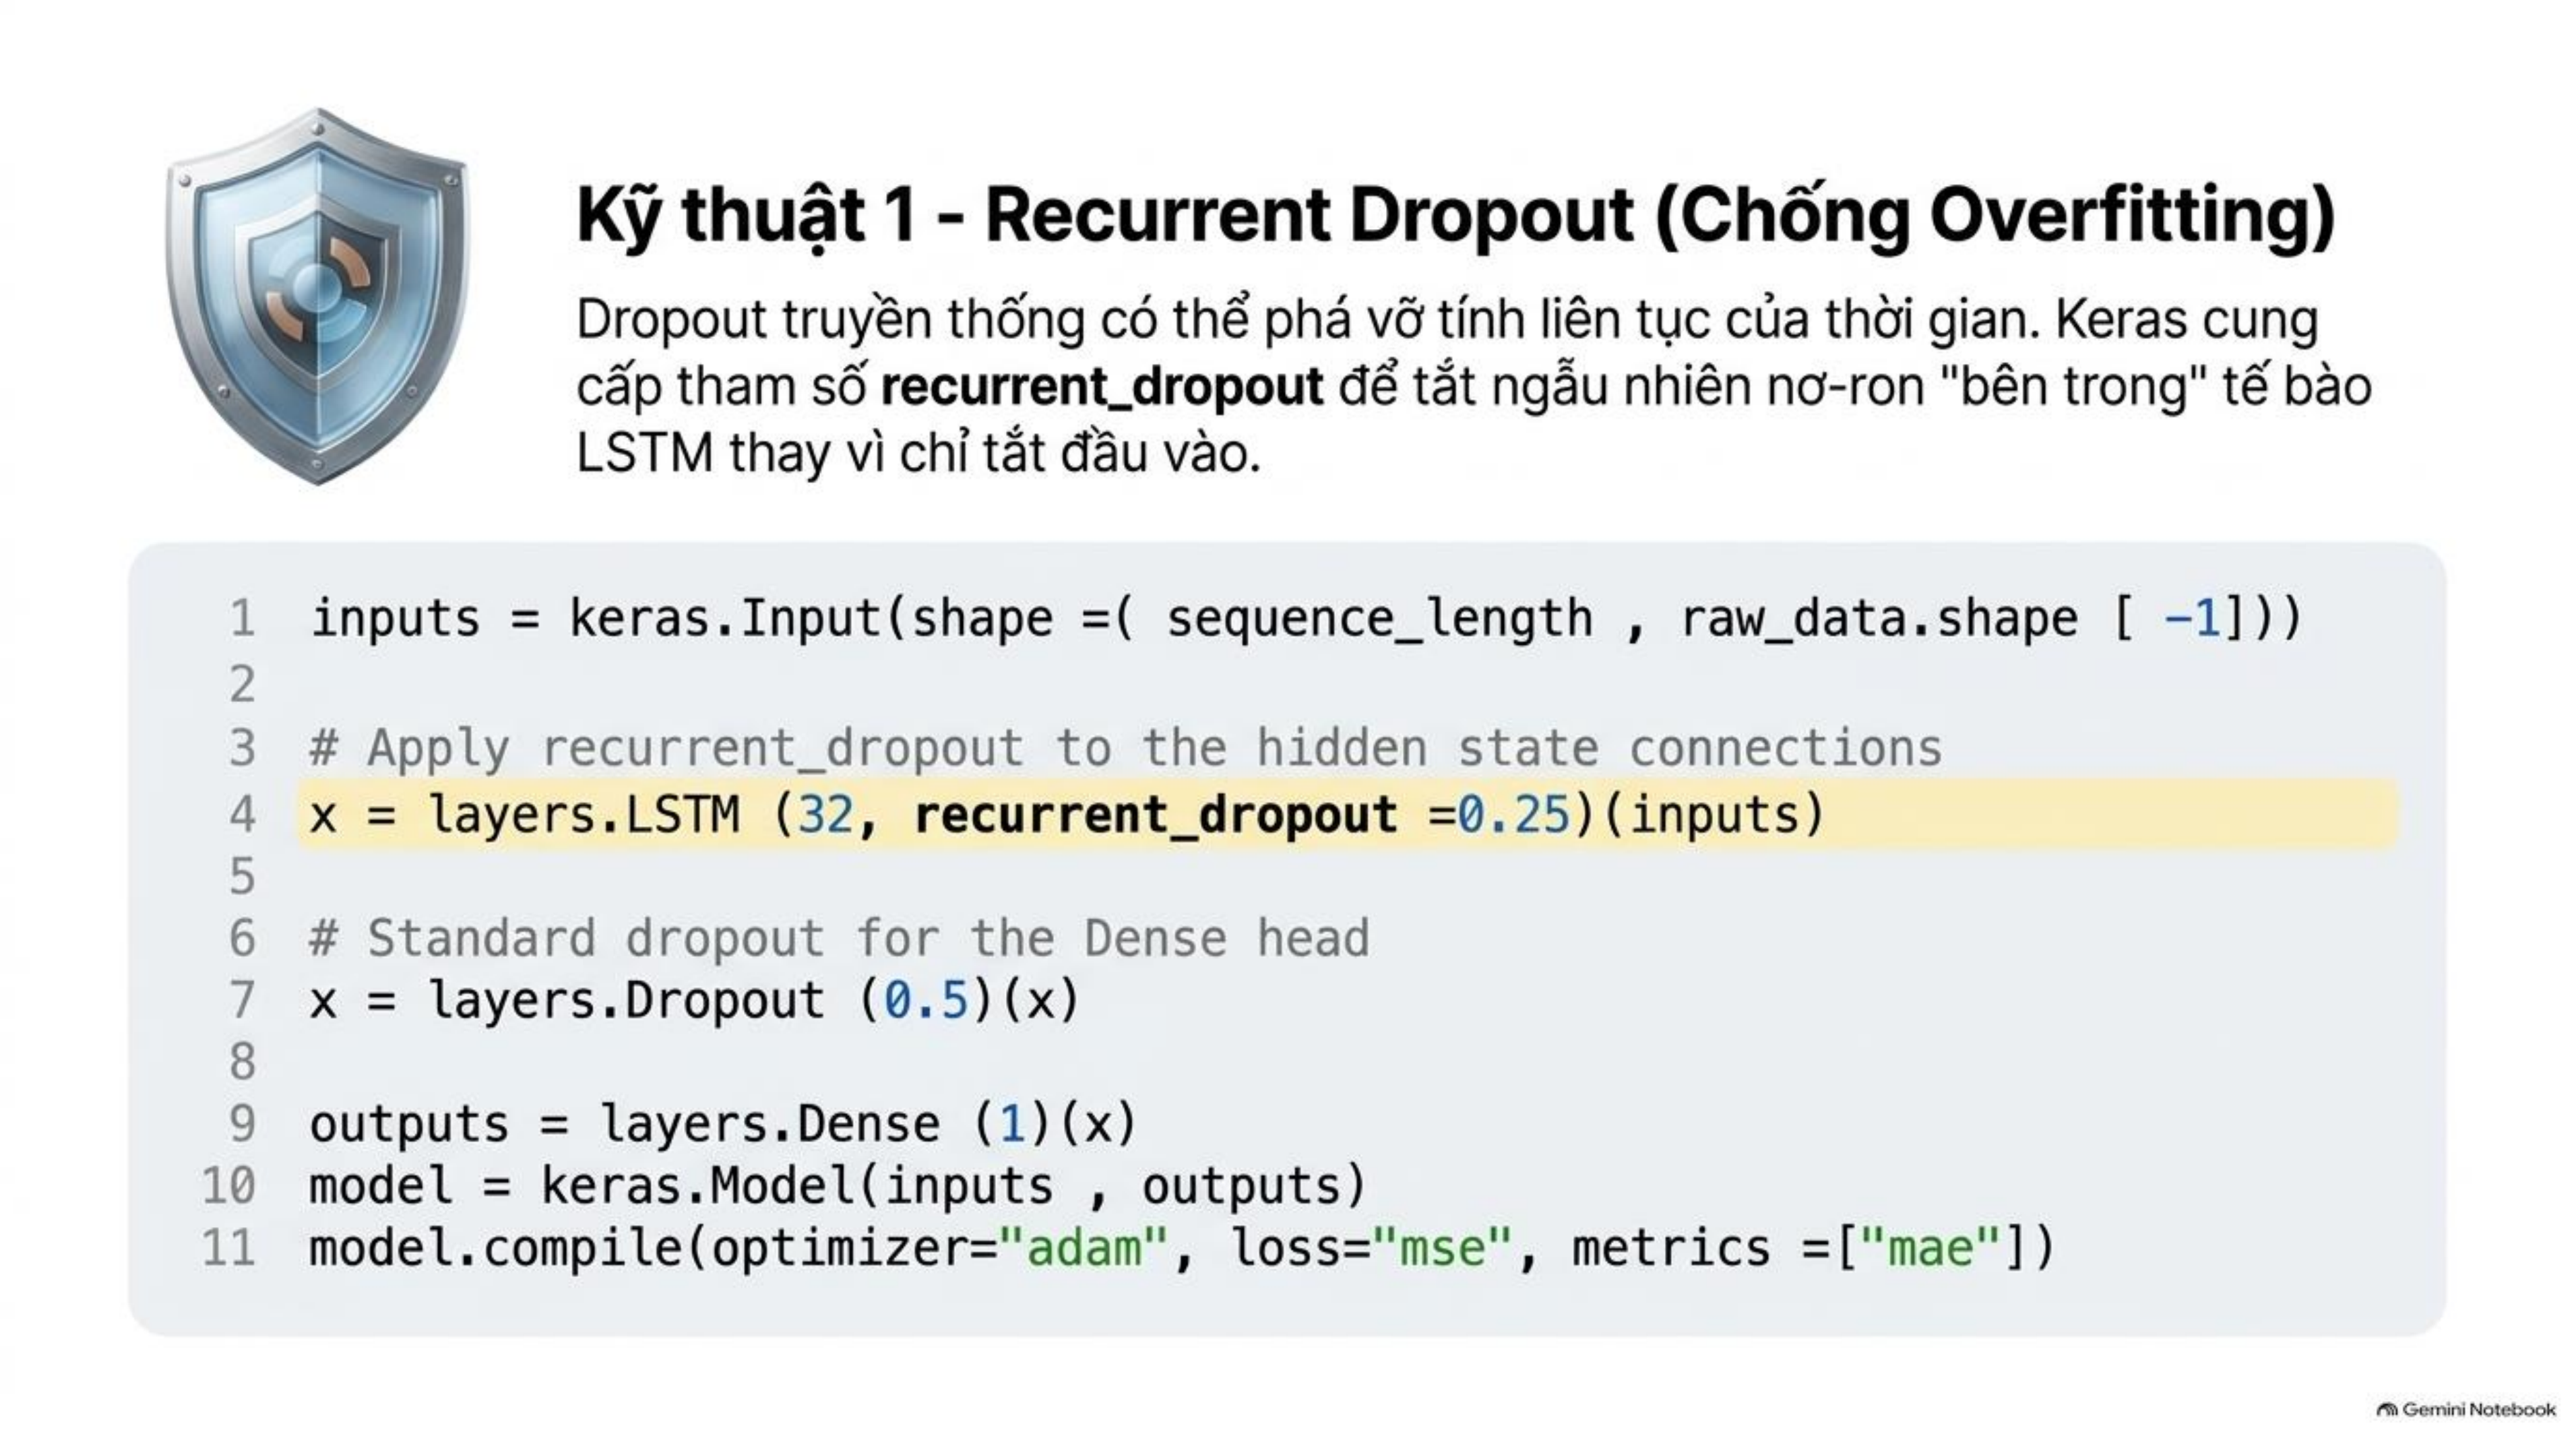 Kỹ thuật 1 - Recurrent Dropout (Chống Overfitting)
Dropout truyền thống có thể phá vỡ tính liên tục của thời gian. Keras cung
cấp tham số recurrent_dropout để tắt ngẫu nhiên nơ-ron "bên trong" tế bào
LSTM thay vì chỉ tắt đầu vào.
1 inputs = keras.Input(shape =( sequence_length , raw_data.shape [ -1]))
2
3 # Apply recurrent_dropout to the hidden state connections
4 x = layers.LSTM (32, recurrent_dropout =0.25)(inputs)
5
6 # Standard dropout for the Dense head
7 x = layers.Dropout (0.5)(x)
8
9 outputs = layers.Dense (1)(x)
10 model = keras.Model(inputs , outputs)
11 model.compile(optimizer="adam", loss="mse", metrics =["mae"])
Gemini Notebook